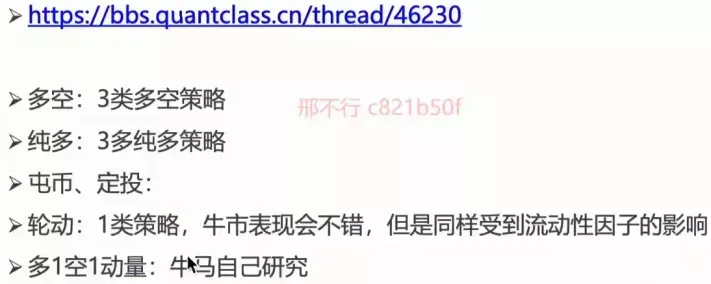 ➢ https://bbs.quantclass.cn/thread/46230
➢ 多空：3类多空策略
邢不行 c821b50f
➢ 纯多：3多纯多策略
➢ 屯币、定投：
➢ 轮动：1类策略，牛市表现会不错，但是同样受到流动性因子的影响
➢ 多1空1动量：牛马自己研究